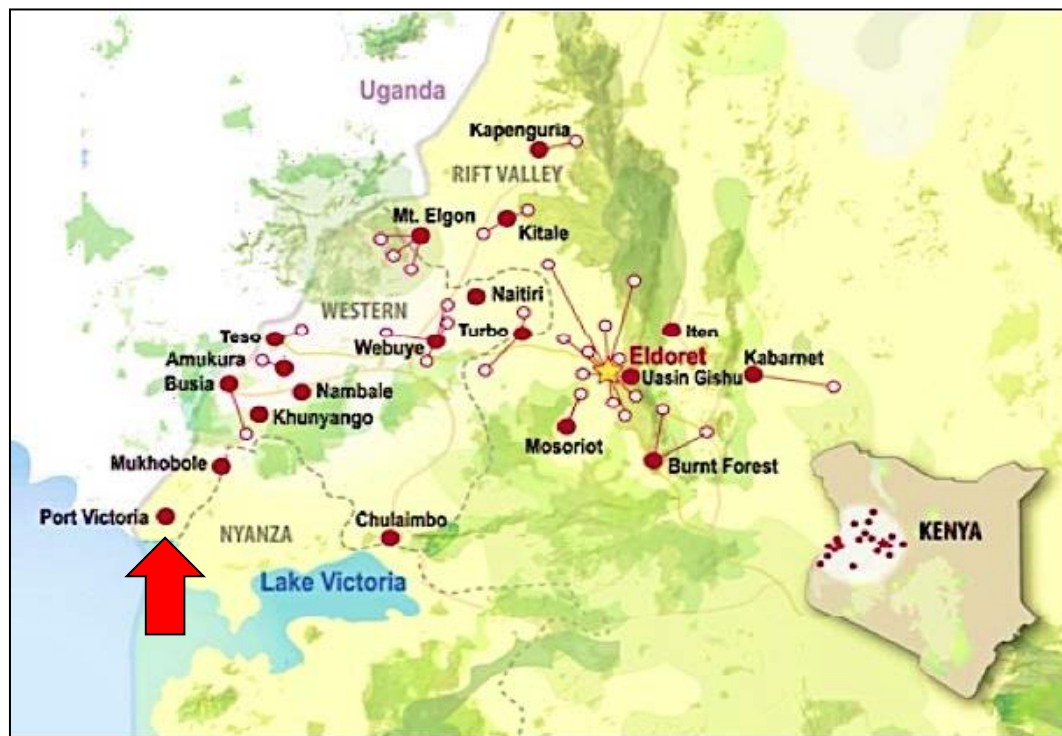 Uganda
Kapenguria
RIFT VALLEY
Mt. Elgon
Kitale
Naitiri
WESTERN
Turbo
Teso
Webuye
Iten
Amukura
Eldoret
Kabarnet
Busia
Uasin Gishu
Nambale
Khunyango
Mosoriot
Burnt Forest
Mukhobole
Port Victoria
NYANZA
Chulaimbo
KENYA
Lake Victoria